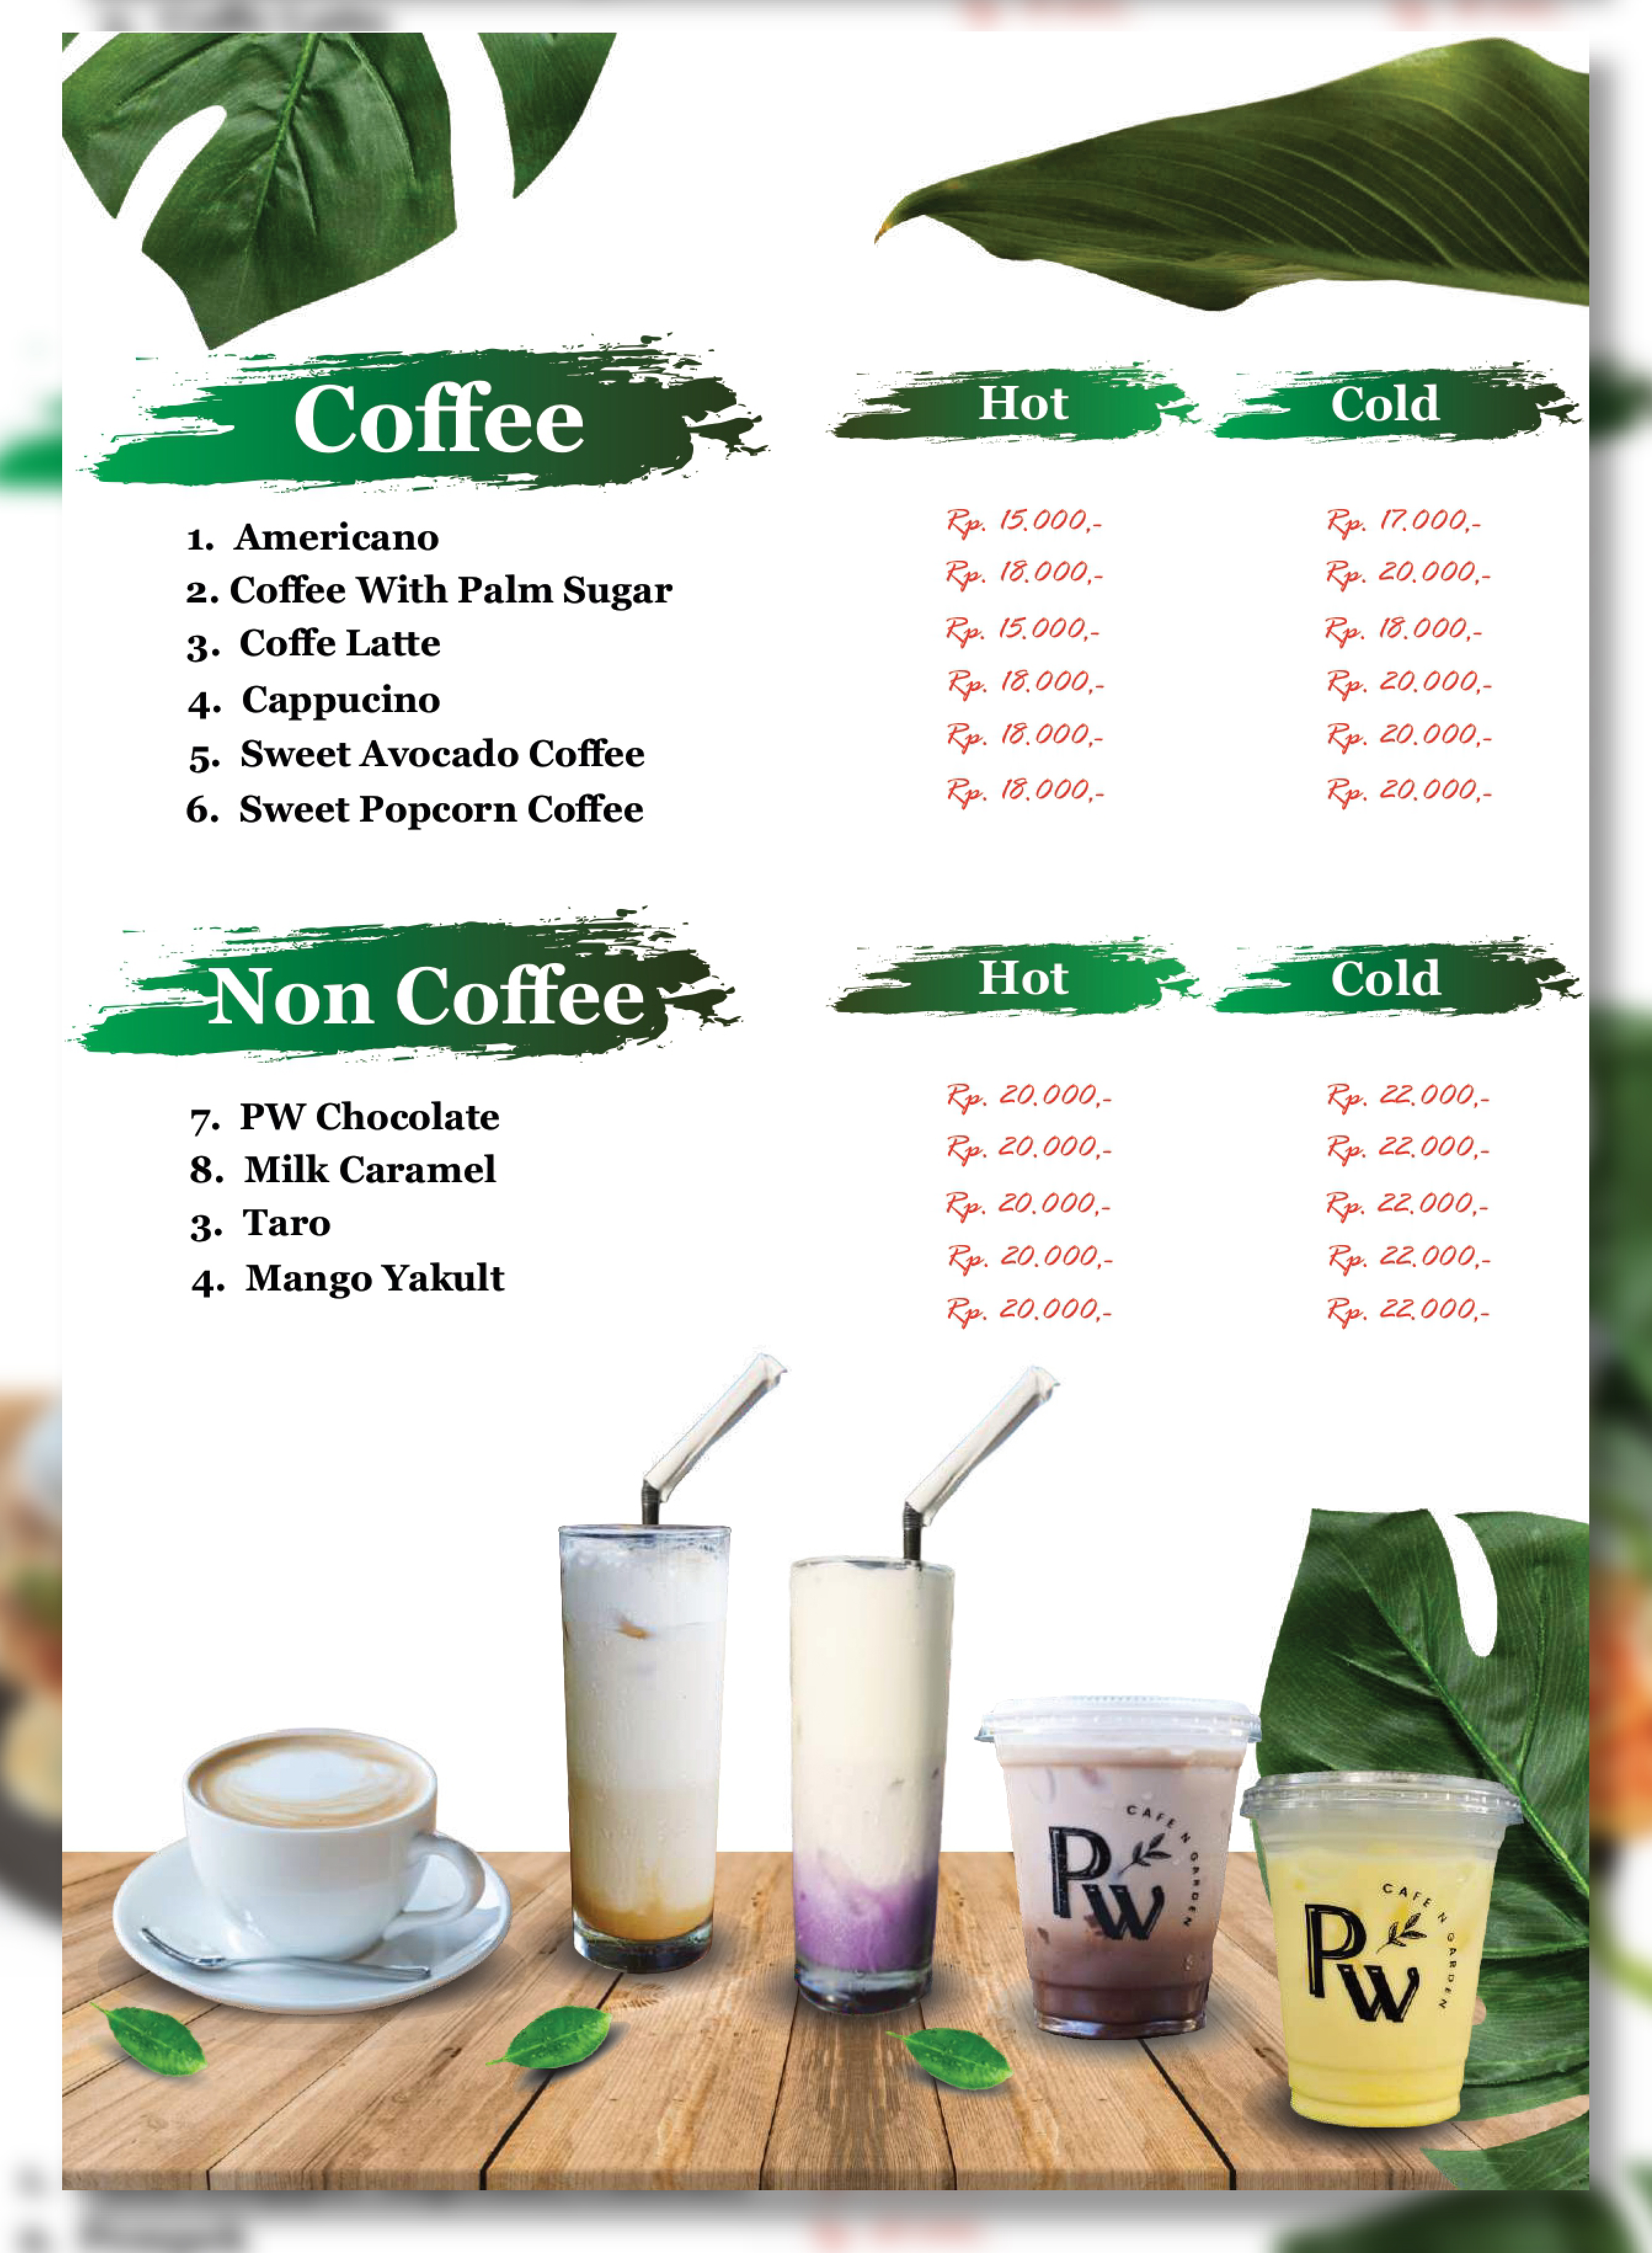 Coffee Hot Cold
1. Americano Rp. 15.000,- Rp. 17.000,-
2. Coffee With Palm Sugar Rp. 18.000,- Rp. 20.000,-
3. Coffe Latte Rp. 15.000,- Rp. 18.000,-
4. Cappucino Rp. 18.000,- Rp. 20.000,-
5. Sweet Avocado Coffee Rp. 18.000,- Rp. 20.000,-
6. Sweet Popcorn Coffee Rp. 18.000,- Rp. 20.000,-
Non Coffee Hot Cold
7. PW Chocolate Rp. 20.000,- Rp. 22.000,-
8. Milk Caramel Rp. 20.000,- Rp. 22.000,-
3. Taro Rp. 20.000,- Rp. 22.000,-
4. Mango Yakult Rp. 20.000,- Rp. 22.000,-
Rp. 20.000,- Rp. 22.000,-
PW CAFE N GARDEN
PW CAFE N GARDEN